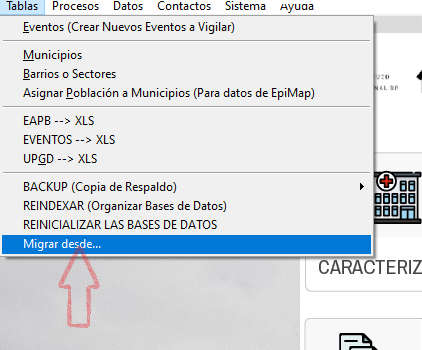 Tablas Procesos Datos Contactos Sistema Ayuda
Eventos (Crear Nuevos Eventos a Vigilar)
Municipios
Barrios o Sectores
Asignar Población a Municipios (Para datos de EpiMap)
EAPB --> XLS
EVENTOS --> XLS
UPGD --> XLS
BACKUP (Copia de Respaldo)
REINDEXAR (Organizar Bases de Datos)
REINICIALIZAR LAS BASES DE DATOS
Migrar desde...
CARACTERIZ